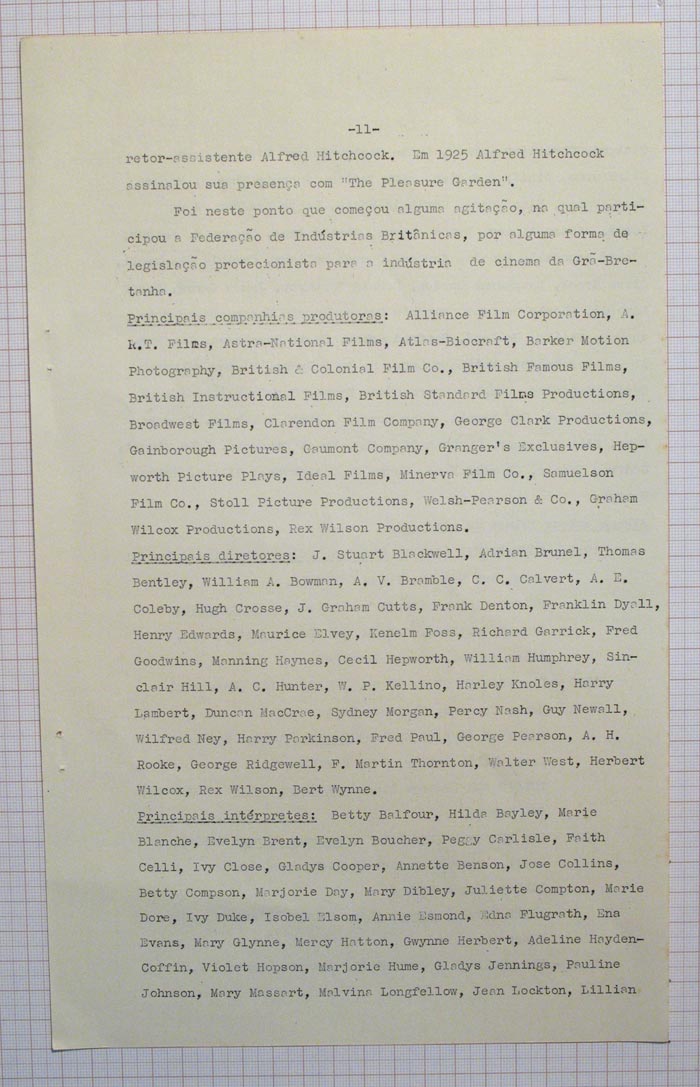 -11-
retor-assistente Alfred Hitchcock. Em 1925 Alfred Hitchcock
assinalou sua presença com "The Pleasure Garden".
Foi neste ponto que começou alguma agitação, na qual parti-
cipou a Federação de Indústrias Britânicas, por alguma forma de
legislação protecionista para a indústria de cinema da Grã-Bre-
tanha.
Principais companhias produtoras: Alliance Film Corporation, A.
R.T. Films, Astra-National Films, Atlas-Biocraft, Barker Motion
Photography, British & Colonial Film Co., British Famous Films,
British Instructional Films, British Standard Films Productions,
Broadwest Films, Clarendon Film Company, George Clark Productions,
Gainborough Pictures, Gaumont Company, Granger's Exclusives, Hep-
worth Picture Plays, Ideal Films, Minerva Film Co., Samuelson
Film Co., Stoll Picture Productions, Welsh-Pearson & Co., Graham
Wilcox Productions, Rex Wilson Productions.
Principais diretores: J. Stuart Blackwell, Adrian Brunel, Thomas
Bentley, William A. Bowman, A. V. Bramble, C. C. Calvert, A. E.
Coleby, Hugh Crosse, J. Graham Cutts, Frank Denton, Franklin Dyall,
Henry Edwards, Maurice Elvey, Kenelm Foss, Richard Garrick, Fred
Goodwins, Manning Haynes, Cecil Hepworth, William Humphrey, Sin-
clair Hill, A. C. Hunter, W. P. Kellino, Harley Knoles, Harry
Lambert, Duncan MacCrae, Sydney Morgan, Percy Nash, Guy Newall,
Wilfred Ney, Harry Parkinson, Fred Paul, George Pearson, A. H.
Rooke, George Ridgewell, F. Martin Thornton, Walter West, Herbert
Wilcox, Rex Wilson, Bert Wynne.
Principais intérpretes: Betty Balfour, Hilda Bayley, Marie
Blanche, Evelyn Brent, Evelyn Boucher, Peggy Carlisle, Faith
Celli, Ivy Close, Gladys Cooper, Annette Benson, Jose Collins,
Betty Compson, Marjorie Day, Mary Dibley, Juliette Compton, Marie
Dore, Ivy Duke, Isobel Elsom, Annie Esmond, Edna Flugrath, Ena
Evans, Mary Glynne, Mercy Hatton, Gwynne Herbert, Adeline Hayden-
Coffin, Violet Hopson, Marjorie Hume, Gladys Jennings, Pauline
Johnson, Mary Massart, Malvina Longfellow, Jean Lockton, Lillian